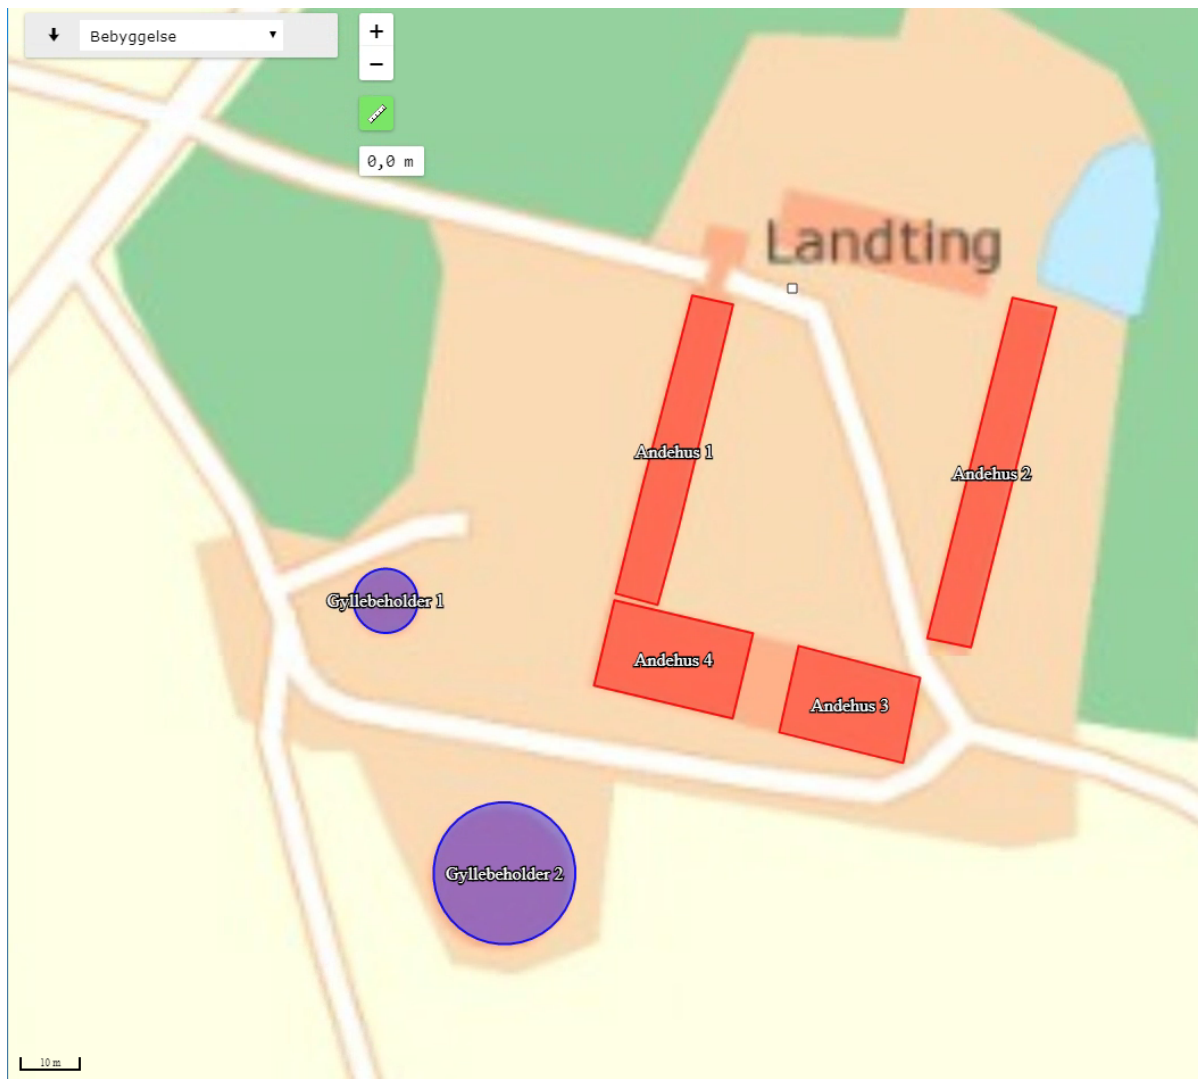 Bebyggelse
+
−
0,0 m
Landting
Andehus 1
Andehus 2
Gyllebeholder 1
Andehus 4
Andehus 3
Gyllebeholder 2
10 m